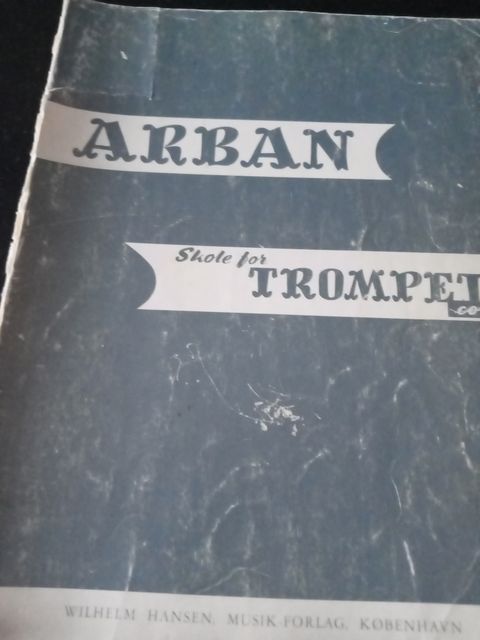 ARBAN
Skole for
TROMPET
WILHELM HANSEN, MUSIK-FORLAG, KØBENHAVN